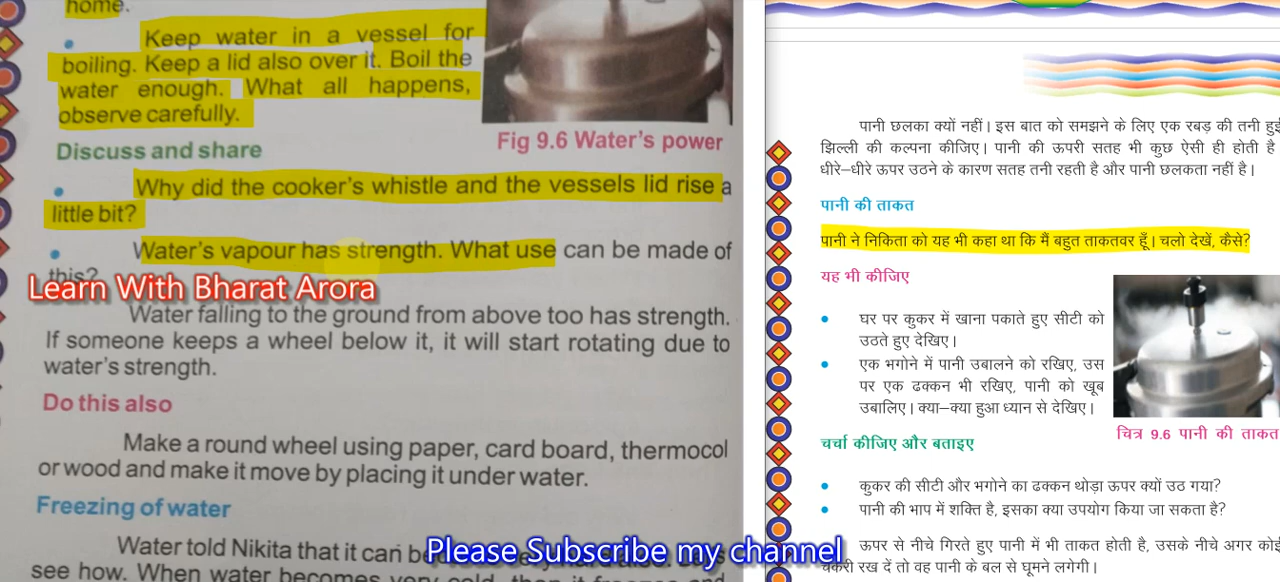 home.
Keep water in a vessel for
boiling. Keep a lid also over it. Boil the
water enough. What all happens,
observe carefully.
Fig 9.6 Water's power
Discuss and share
Why did the cooker's whistle and the vessels lid rise a
little bit?
Water's vapour has strength. What use can be made of
this?
Learn With Bharat Arora
Water falling to the ground from above too has strength.
If someone keeps a wheel below it, it will start rotating due to
water's strength.
Do this also
Make a round wheel using paper, card board, thermocol
or wood and make it move by placing it under water.
Freezing of water
Water told Nikita that it can
see how. When water becomes very cold, then it freezes and
Please Subscribe my channel
पानी छलका क्यों नहीं। इस बात को समझने के लिए एक रबड़ की तनी हुई
झिल्ली की कल्पना कीजिए। पानी की ऊपरी सतह भी कुछ ऐसी ही होती है
धीरे–धीरे ऊपर उठने के कारण सतह तनी रहती है और पानी छलकता नहीं है।
पानी की ताकत
पानी ने निकिता को यह भी कहा था कि मैं बहुत ताकतवर हूँ। चलो देखें, कैसे?
यह भी कीजिए
घर पर कुकर में खाना पकाते हुए सीटी को
उठते हुए देखिए।
एक भगोने में पानी उबालने को रखिए, उस
पर एक ढक्कन भी रखिए, पानी को खूब
उबालिए। क्या–क्या हुआ ध्यान से देखिए।
चित्र 9.6 पानी की ताकत
चर्चा कीजिए और बताइए
कुकर की सीटी और भगोने का ढक्कन थोड़ा ऊपर क्यों उठ गया?
पानी की भाप में शक्ति है, इसका क्या उपयोग किया जा सकता है?
ऊपर से नीचे गिरते हुए पानी में भी ताकत होती है, उसके नीचे अगर कोई
चकरी रख दें तो वह पानी के बल से घूमने लगेगी।